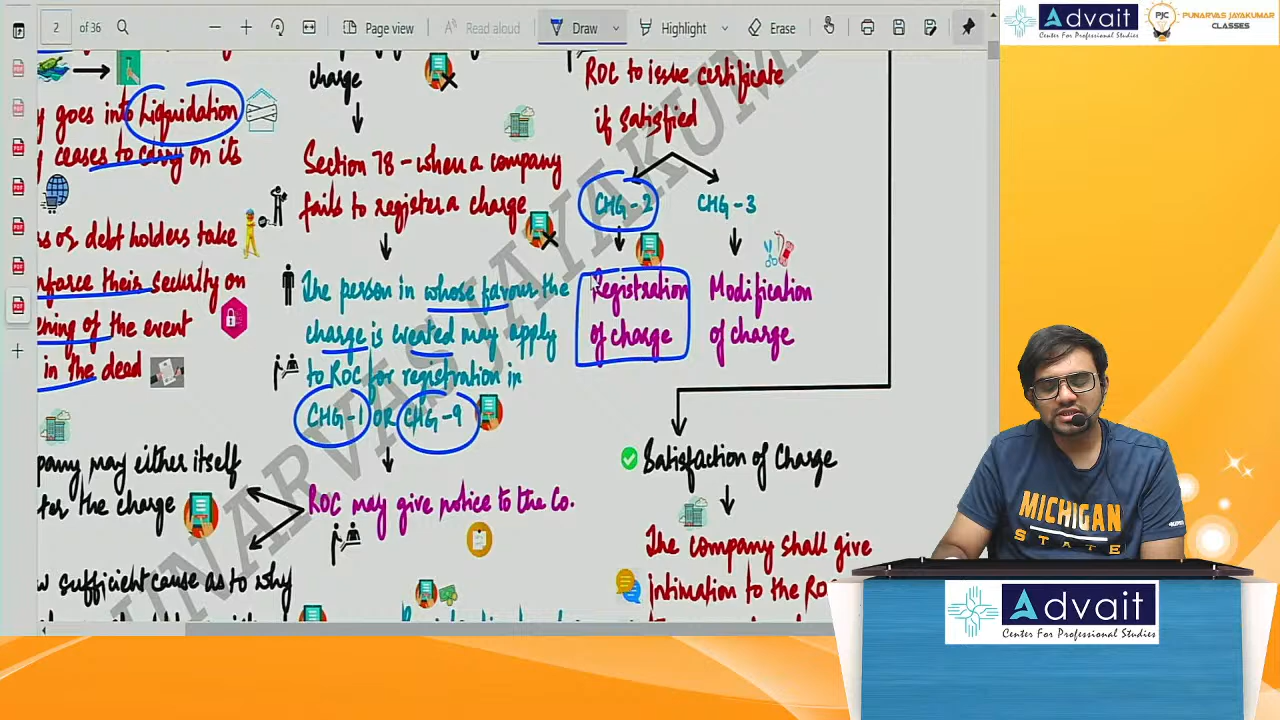 2 of 36
Page view
Read aloud
Draw
Highlight
Erase
Advait
Center For Professional Studies
PJC
PUNARVAS JAYAKUMAR
CLASSES
y goes into Liquidation
y ceases to carry on its
rs or debt holders take
nforce their security on
ening of the event
in the dead
pany may either itself
ter the charge
w sufficient cause as to why
charge
Section 78 - when a company
fails to register a charge
The person in whose favour the
charge is created may apply
to ROC for registration in
CHG-1 OR CHG-9
ROC may give notice to the Co.
ROC to issue certificate
if satisfied
CHG-2
CHG-3
Registration
of charge
Modification
of charge
Satisfaction of Charge
The company shall give
intimation to the ROC
PUNARVAS JAYAKUM
MICHIGAN
STATE
Advait
Center For Professional Studies